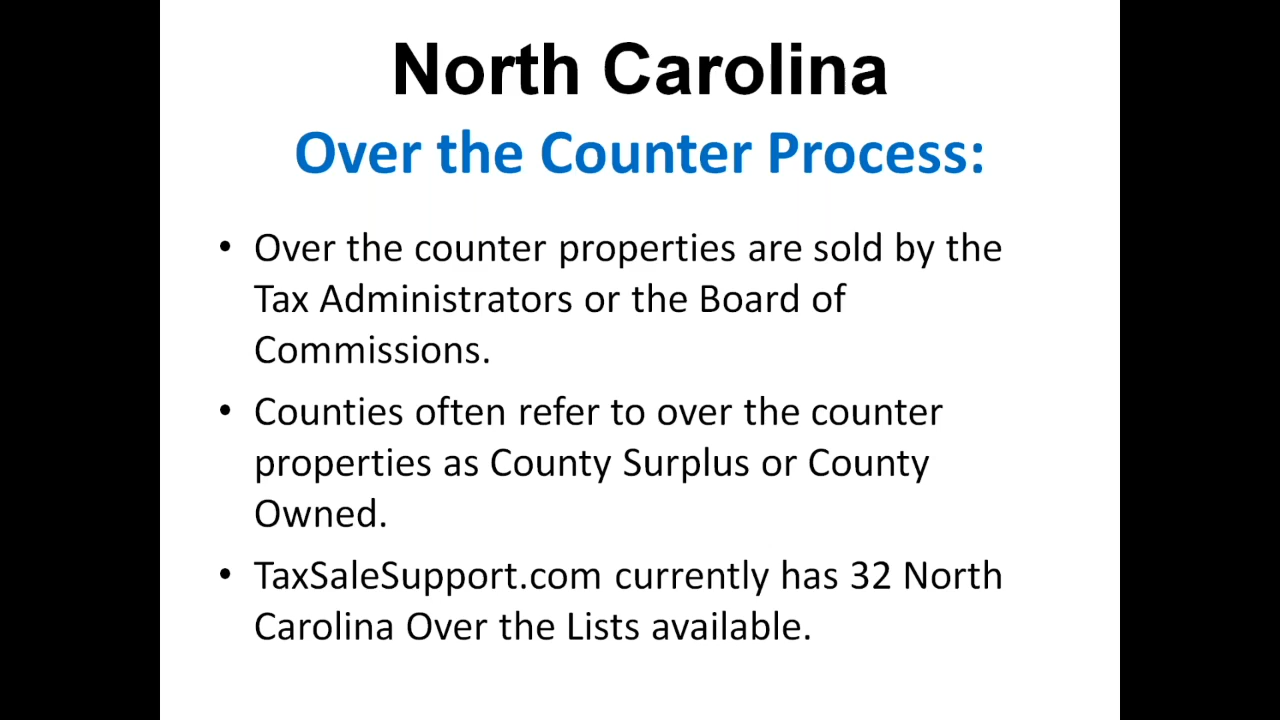 North Carolina
Over the Counter Process:
• Over the counter properties are sold by the
Tax Administrators or the Board of
Commissions.
• Counties often refer to over the counter
properties as County Surplus or County
Owned.
• TaxSaleSupport.com currently has 32 North
Carolina Over the Lists available.